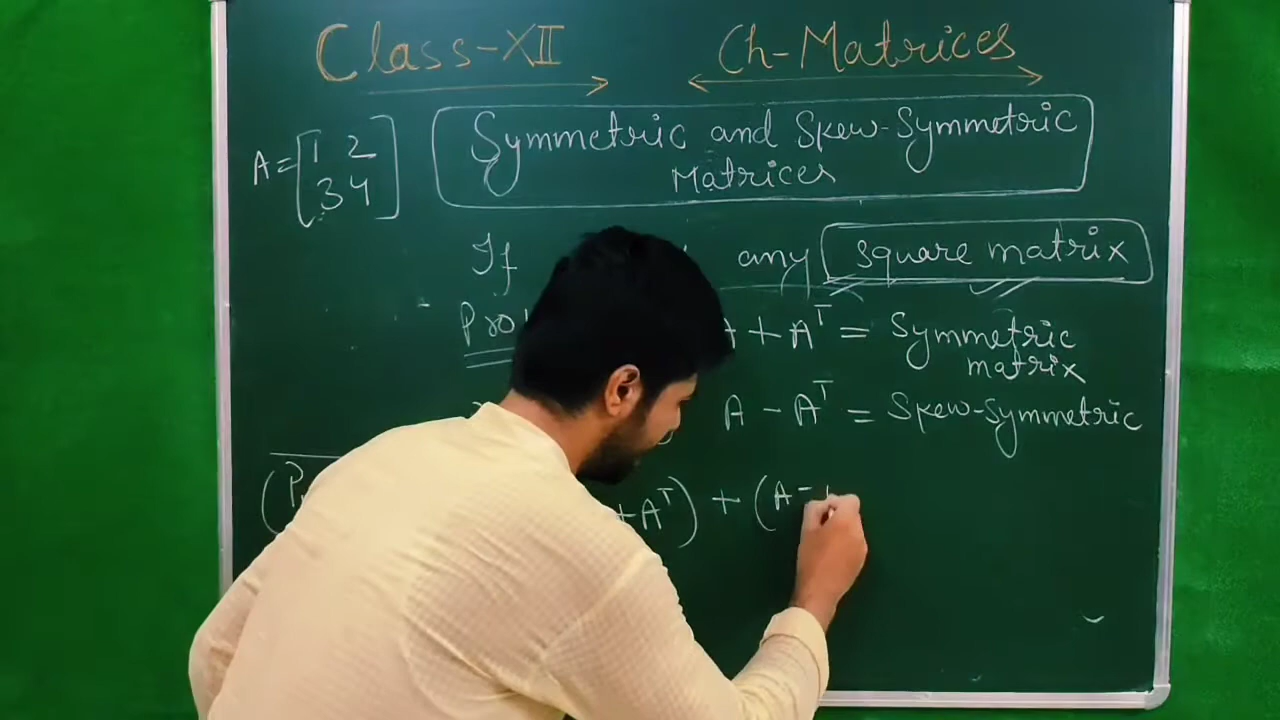 Class-XII
Ch-Matrices
A = [1 2
3 4]
Symmetric and Skew-Symmetric
Matrices
If any square matrix
A + Aᵀ = Symmetric
matrix
A - Aᵀ = Skew-Symmetric
+Aᵀ) + (A -